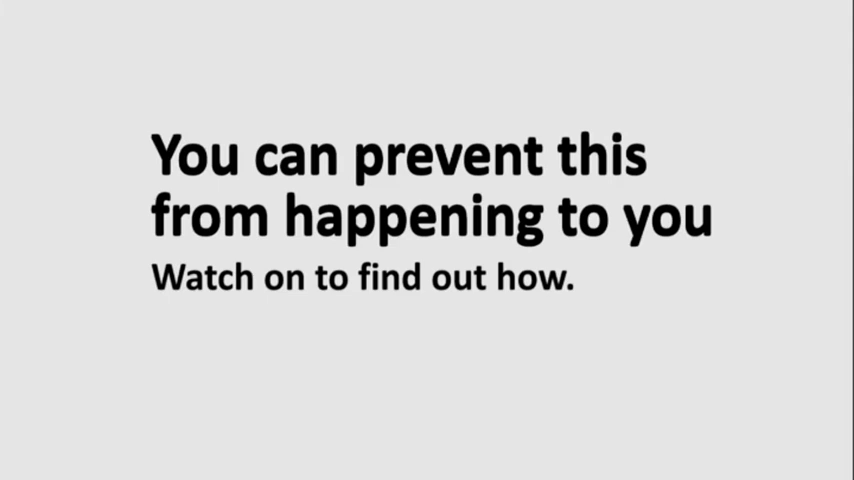 You can prevent this
from happening to you
Watch on to find out how.